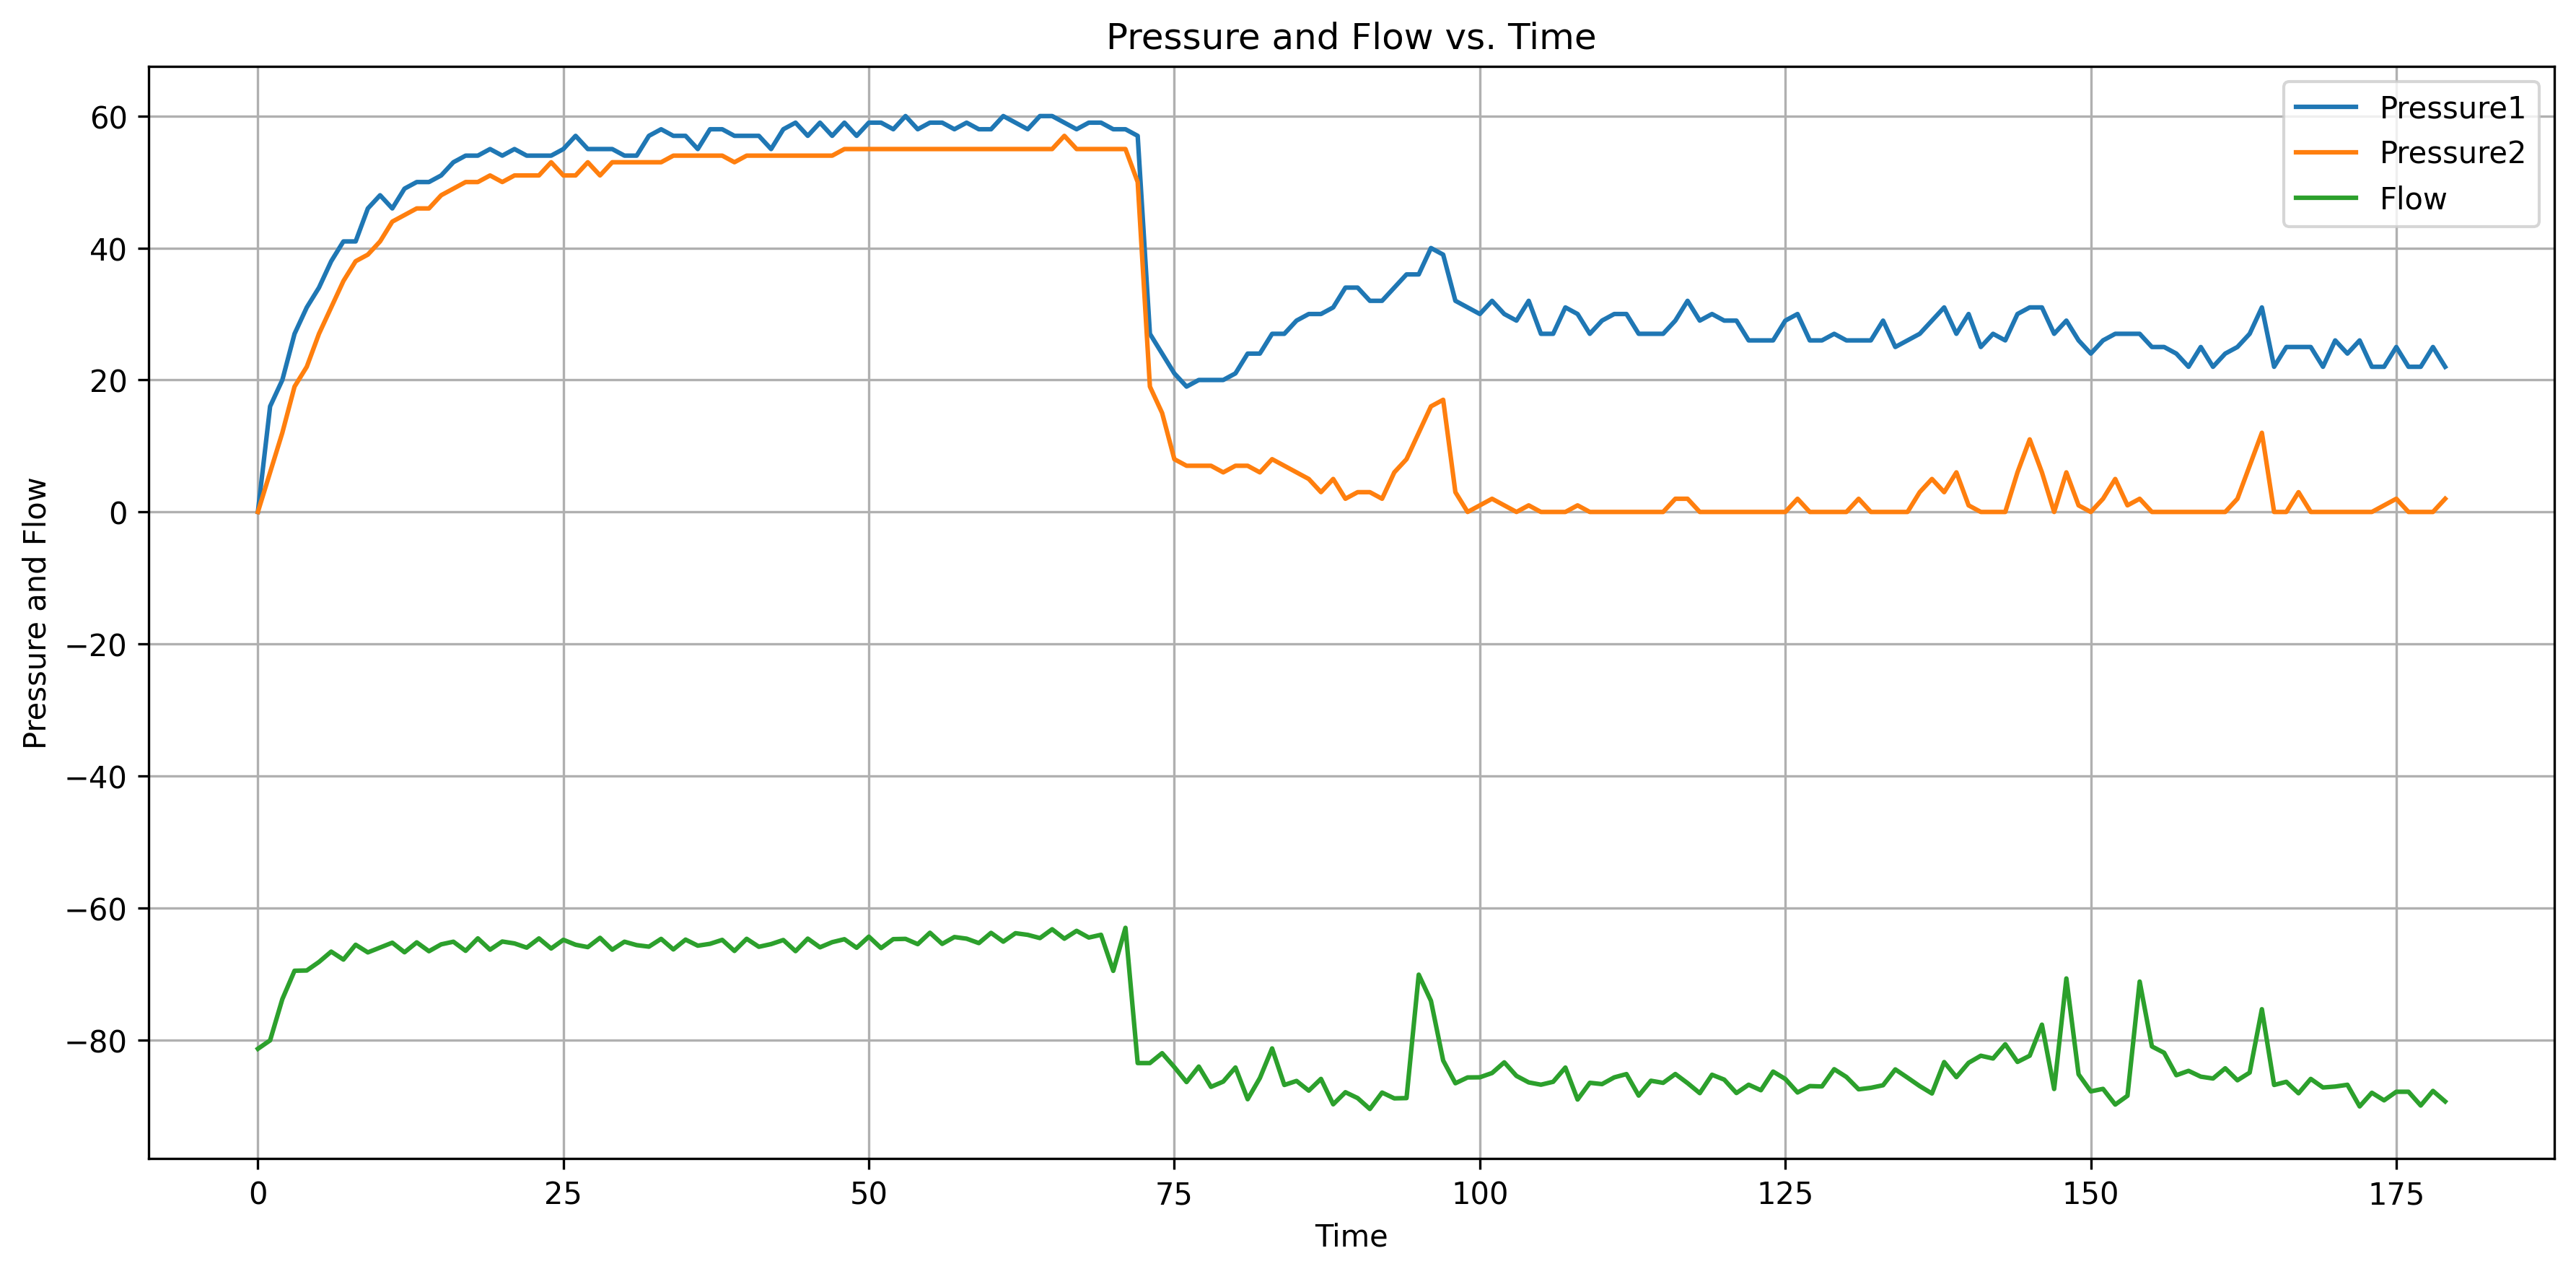 Pressure and Flow vs. Time
Pressure1
Pressure2
Flow
Pressure and Flow
60
40
20
0
−20
−40
−60
−80
0 25 50 75 100 125 150 175
Time